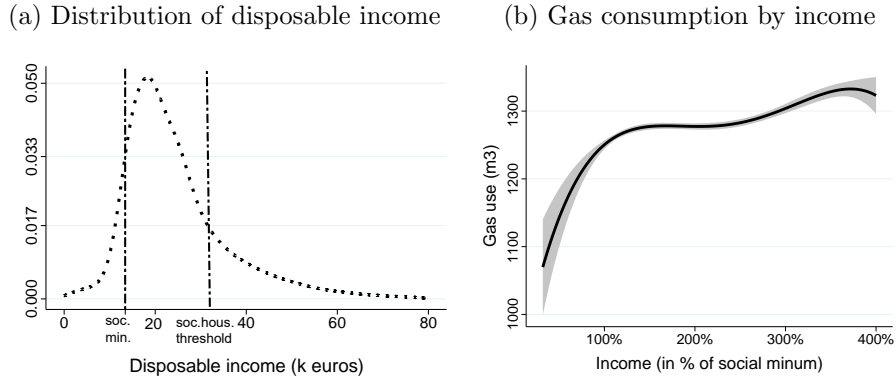 (a) Distribution of disposable income
0.050
0.033
0.017
0.000
0
soc.
min.
20
soc.hous.
threshold
40
60
80
Disposable income (k euros)
(b) Gas consumption by income
Gas use (m3)
1300
1200
1100
1000
100%
200%
300%
400%
Income (in % of social minum)